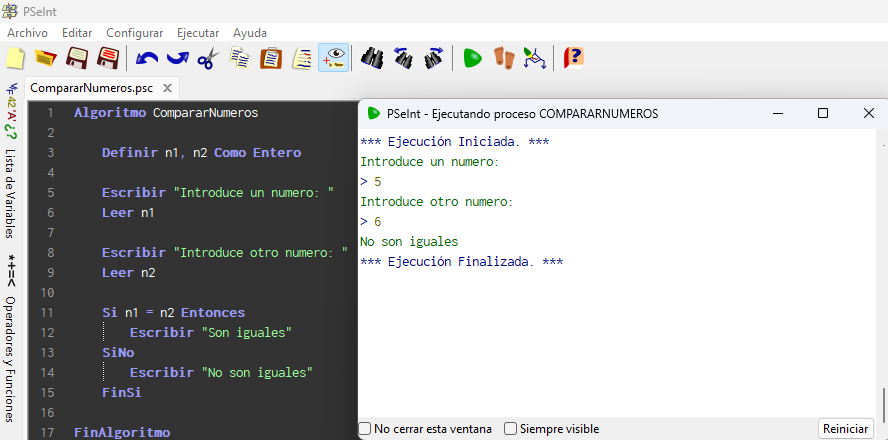 PSeInt
Archivo Editar Configurar Ejecutar Ayuda
CompararNumeros.psc
1 Algoritmo CompararNumeros
2
3 Definir n1, n2 Como Entero
4
5 Escribir "Introduce un numero: "
6 Leer n1
7
8 Escribir "Introduce otro numero: "
9 Leer n2
10
11 Si n1 = n2 Entonces
12 Escribir "Son iguales"
13 SiNo
14 Escribir "No son iguales"
15 FinSi
16
17 FinAlgoritmo
42 'A' ¿?
Lista de Variables
*+=<
Operadores y Funciones
PSeInt - Ejecutando proceso COMPARARNUMEROS
*** Ejecución Iniciada. ***
Introduce un numero:
> 5
Introduce otro numero:
> 6
No son iguales
*** Ejecución Finalizada. ***
No cerrar esta ventana Siempre visible Reiniciar